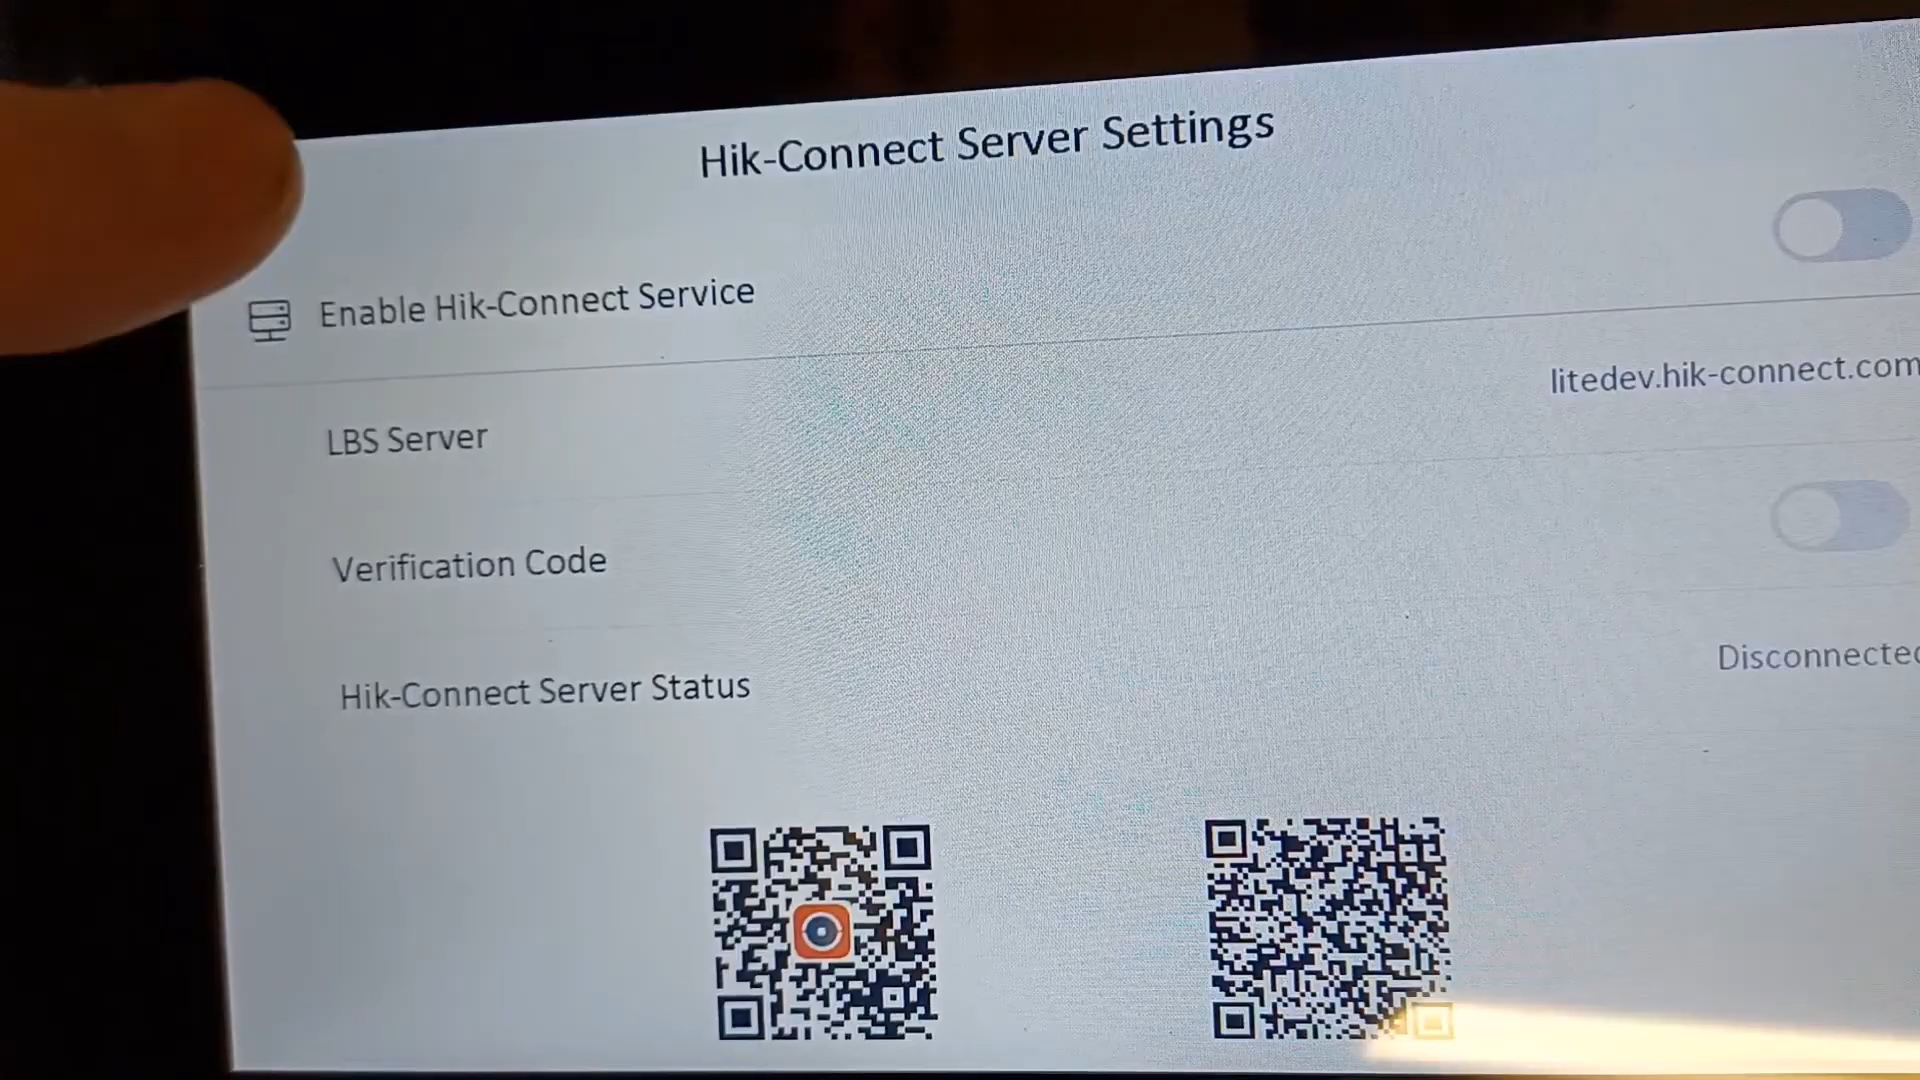 Hik-Connect Server Settings
Enable Hik-Connect Service
LBS Server
litedev.hik-connect.com
Verification Code
Hik-Connect Server Status
Disconnected